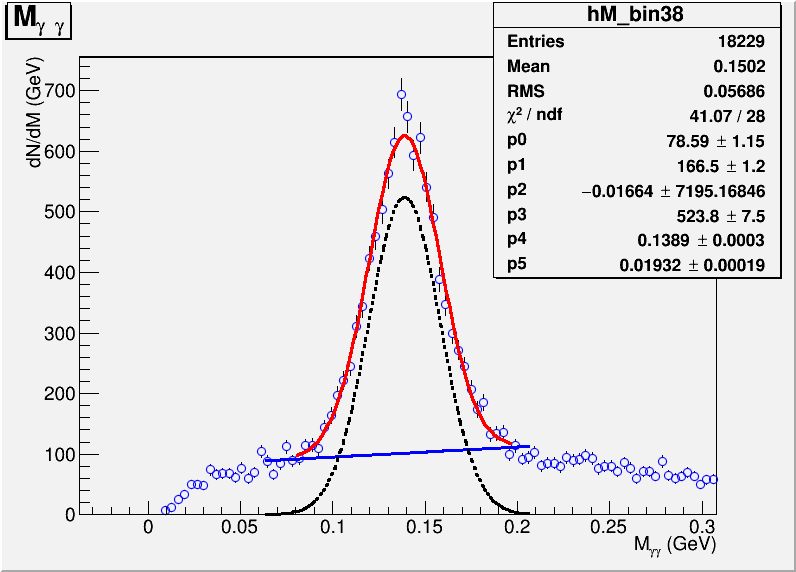 M γ γ
hM_bin38
Entries 18229
Mean 0.1502
RMS 0.05686
χ² / ndf 41.07 / 28
p0 78.59 ± 1.15
p1 166.5 ± 1.2
p2 −0.01664 ± 7195.16846
p3 523.8 ± 7.5
p4 0.1389 ± 0.0003
p5 0.01932 ± 0.00019
dN/dM (GeV)
700
600
500
400
300
200
100
0
0 0.05 0.1 0.15 0.2 0.25 0.3
M γγ (GeV)